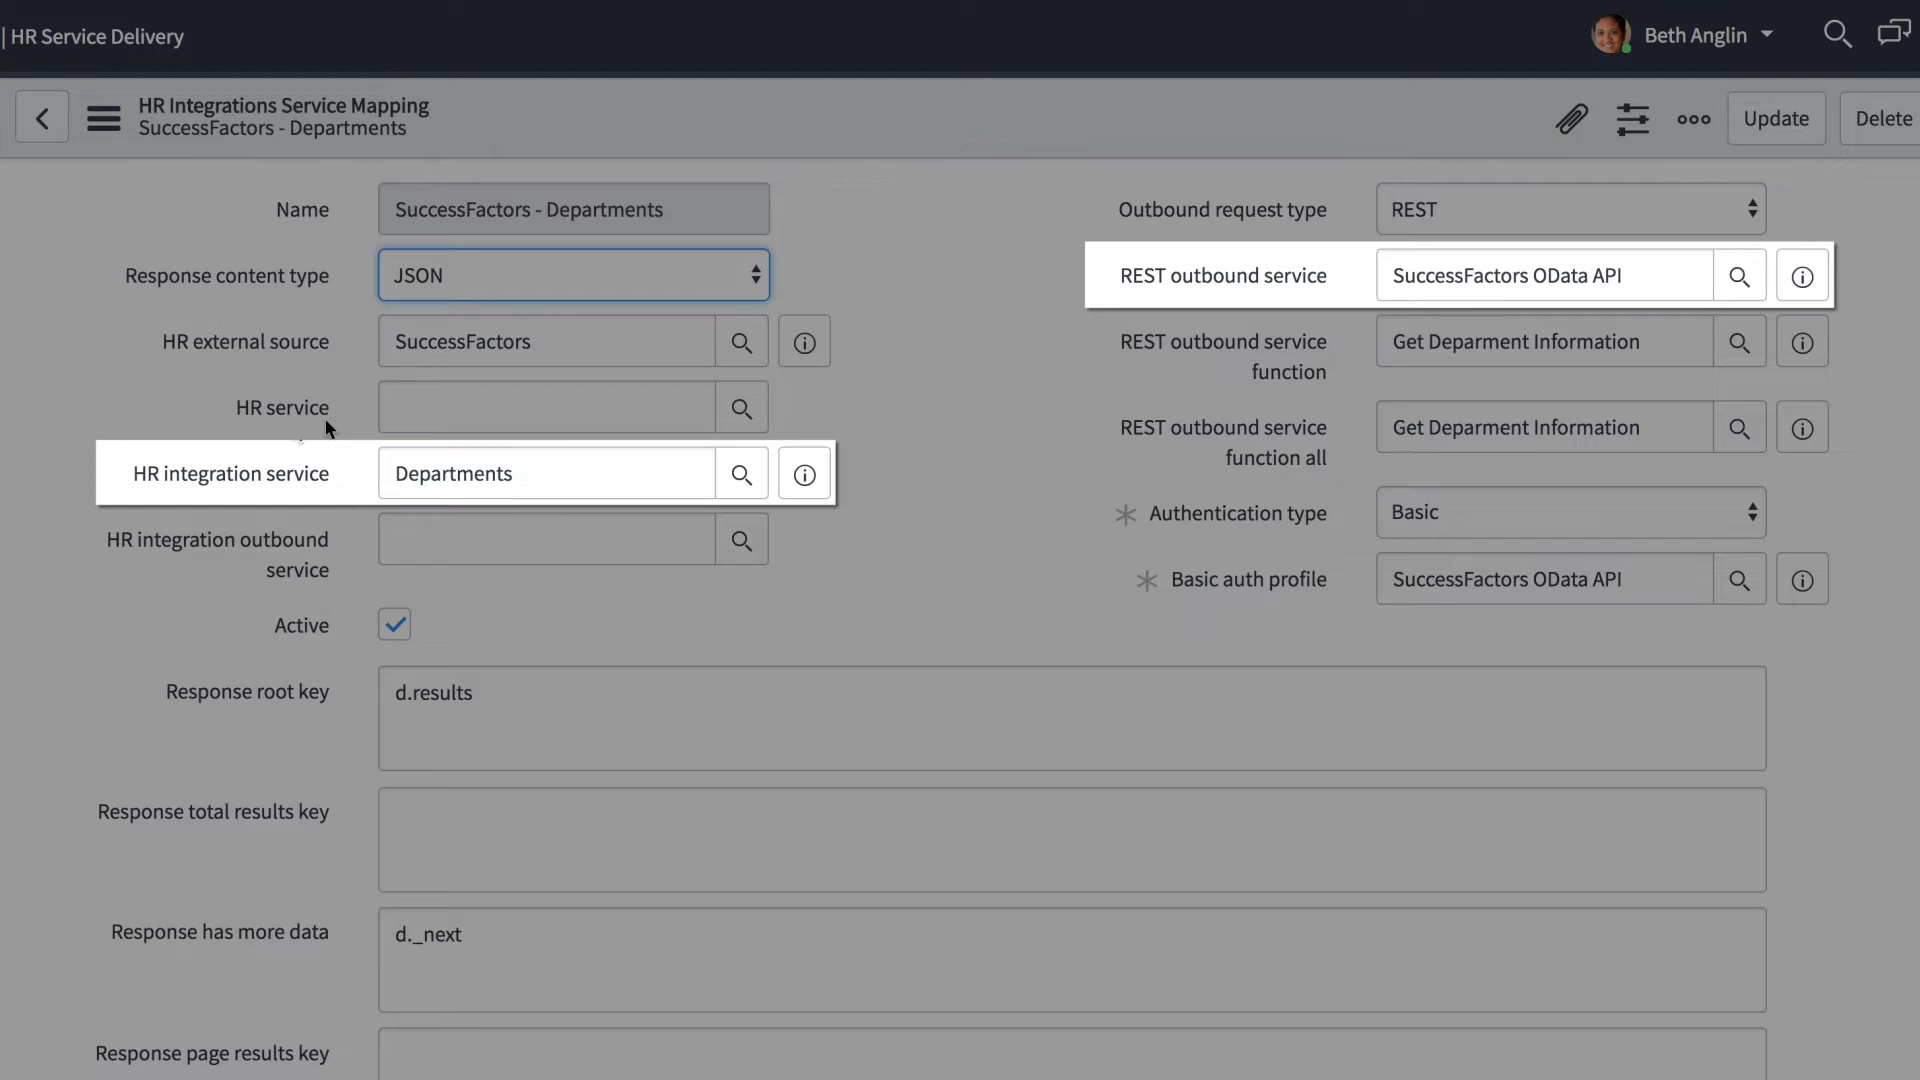 | HR Service Delivery
Beth Anglin
HR Integrations Service Mapping
SuccessFactors - Departments
Update
Delete
Name
SuccessFactors - Departments
Response content type
JSON
HR external source
SuccessFactors
HR service
HR integration service
Departments
HR integration outbound
service
Active
Outbound request type
REST
REST outbound service
SuccessFactors OData API
REST outbound service
function
Get Deparment Information
REST outbound service
function all
Get Deparment Information
Authentication type
Basic
Basic auth profile
SuccessFactors OData API
Response root key
d.results
Response total results key
Response has more data
d._next
Response page results key